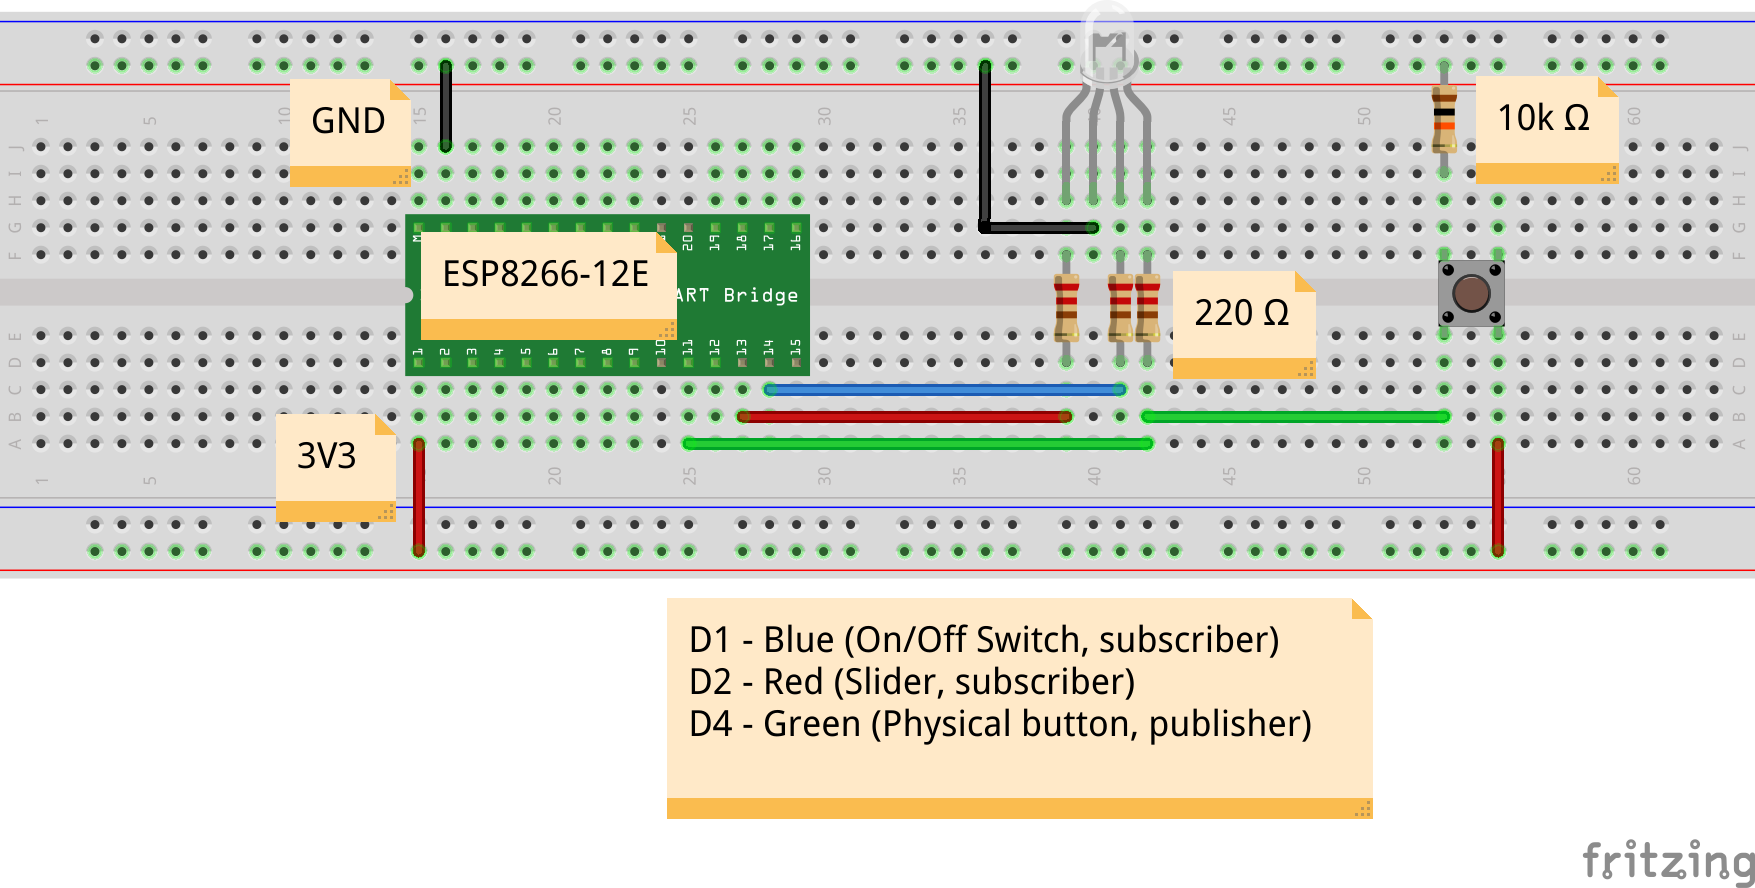 1 5 10 15 20 25 30 35 40 45 50 60
GND
10k Ω
J
I
H
G
F
20 19 18 17 16
ESP8266-12E
ART Bridge
220 Ω
1 2 3 4 5 6 7 8 9 10 11 12 13 14 15
E
D
C
B
A
3V3
1 5 20 25 30 35 40 45 50 60
D1 - Blue (On/Off Switch, subscriber)
D2 - Red (Slider, subscriber)
D4 - Green (Physical button, publisher)
fritzing